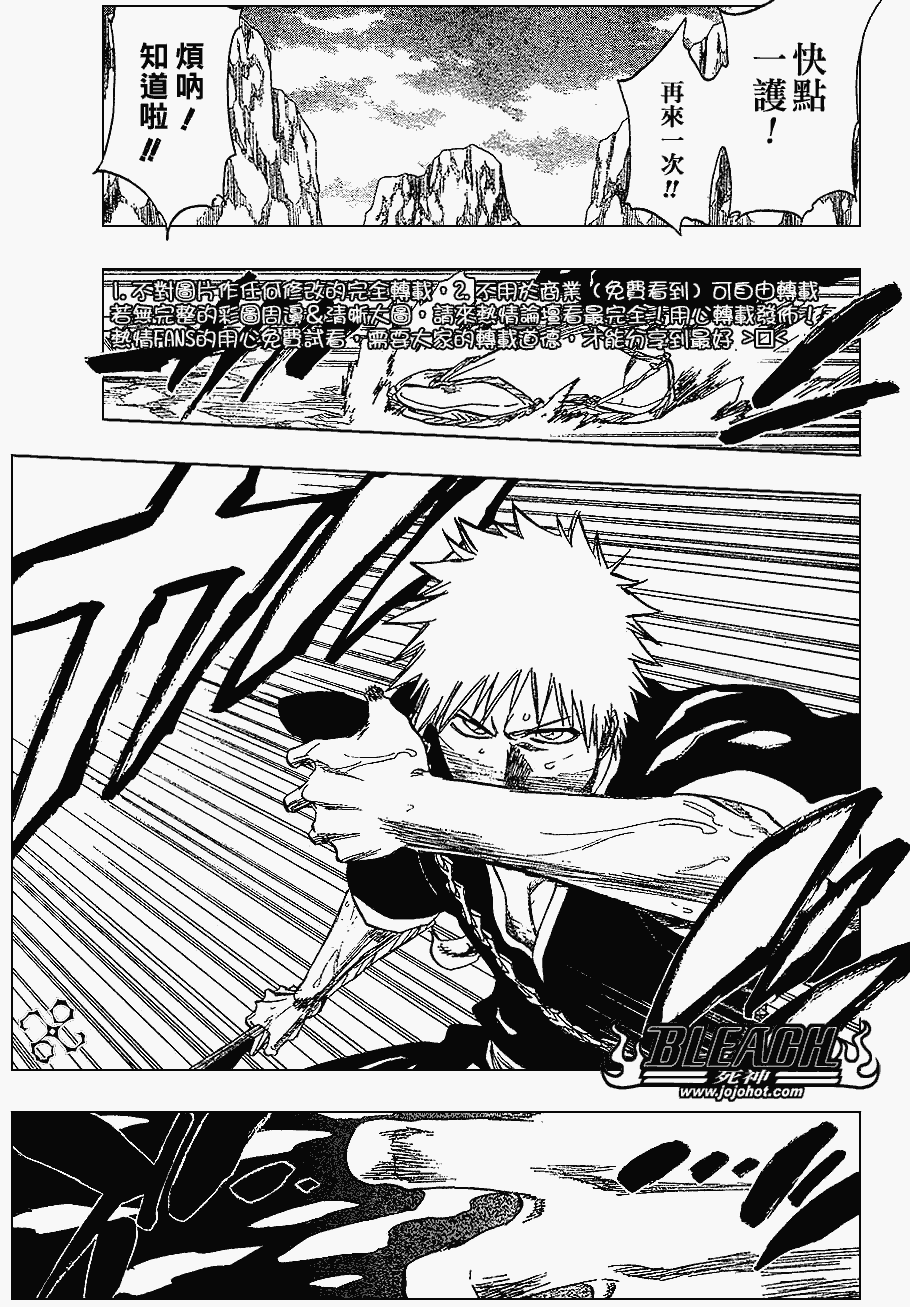 快點
一護！
再來一次!!
煩吶！
知道啦!!
1. 不對圖片作任何修改的完全轉載，2. 不用於商業（免費看到）可自由轉載
若無完整的彩圖周邊&清晰大圖，請來熱情論壇看最完全！用心轉載發佈！
熱情FANS的用心免費試看，需要大家的轉載道德，才能分享到最好 >口<
BLEACH
死神
www.jojohot.com